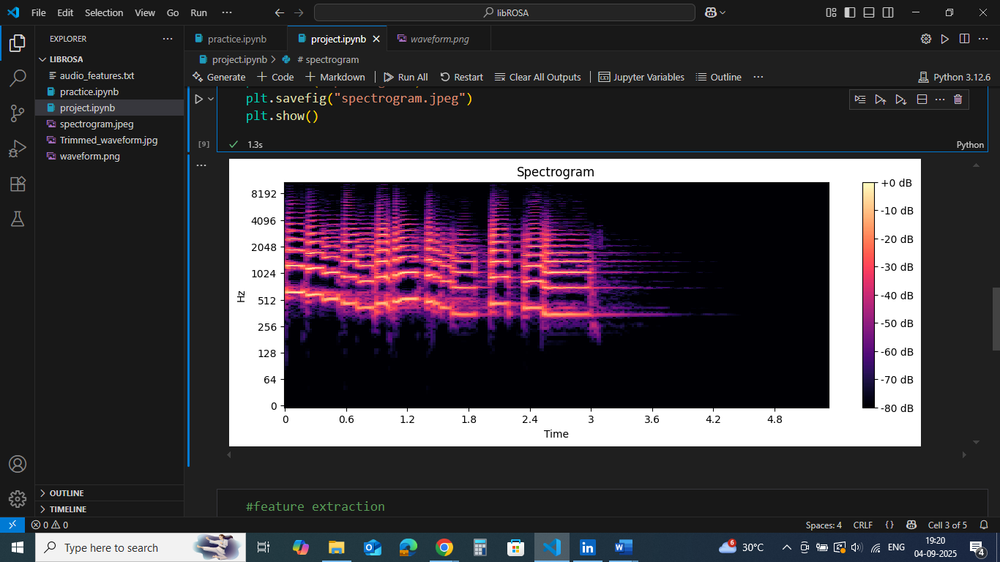 File Edit Selection View Go Run ···
libROSA
EXPLORER ···
practice.ipynb
project.ipynb
waveform.png
LIBROSA
audio_features.txt
practice.ipynb
project.ipynb
spectrogram.jpeg
Trimmed_waveform.jpg
waveform.png
project.ipynb > # spectrogram
Generate + Code + Markdown | Run All Restart Clear All Outputs | Jupyter Variables Outline ···
Python 3.12.6
plt.savefig("spectrogram.jpeg")
plt.show()
[9] ✓ 1.3s
Python
Spectrogram
8192
4096
2048
1024
512
256
128
64
0
Hz
0 0.6 1.2 1.8 2.4 3 3.6 4.2 4.8
Time
+0 dB
-10 dB
-20 dB
-30 dB
-40 dB
-50 dB
-60 dB
-70 dB
-80 dB
#feature extraction
OUTLINE
TIMELINE
0 0
Spaces: 4 CRLF {} Cell 3 of 5
Type here to search
6
30°C
ENG
19:20
04-09-2025
4